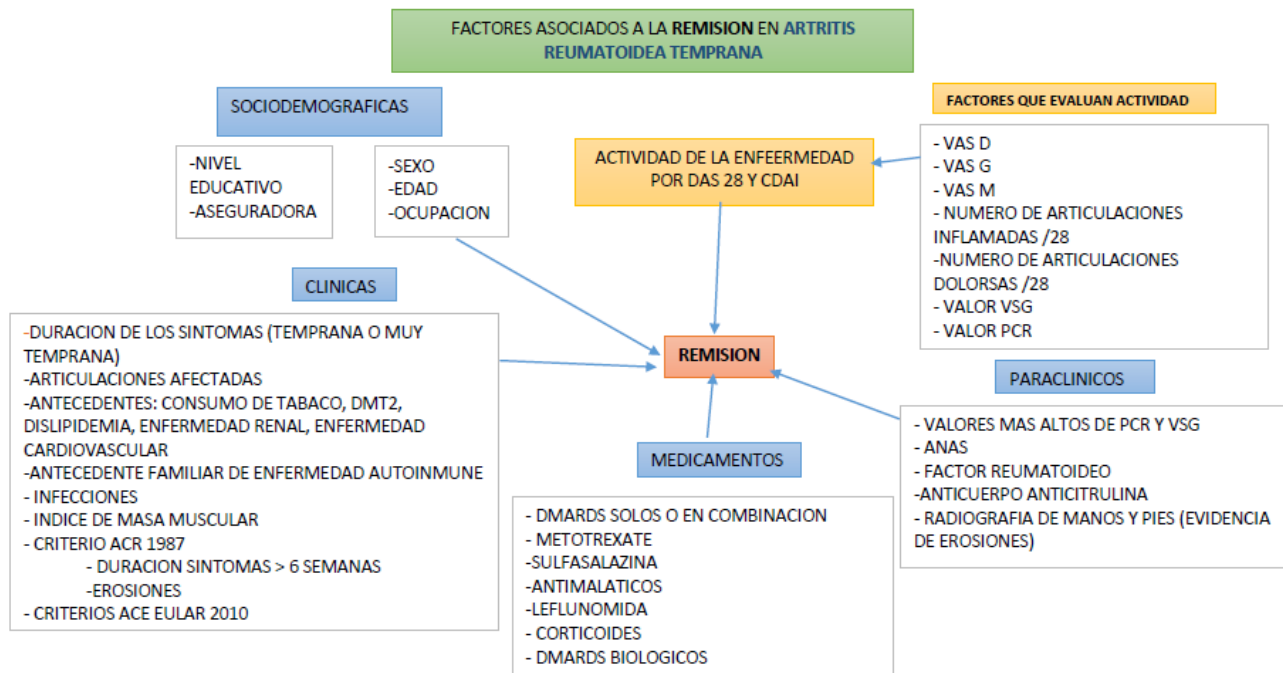 FACTORES ASOCIADOS A LA REMISION EN ARTRITIS
REUMATOIDEA TEMPRANA
SOCIODEMOGRAFICAS
-NIVEL
EDUCATIVO
-ASEGURADORA
-SEXO
-EDAD
-OCUPACION
ACTIVIDAD DE LA ENFEERMEDAD
POR DAS 28 Y CDAI
FACTORES QUE EVALUAN ACTIVIDAD
- VAS D
- VAS G
- VAS M
- NUMERO DE ARTICULACIONES
INFLAMADAS /28
-NUMERO DE ARTICULACIONES
DOLORSAS /28
- VALOR VSG
- VALOR PCR
CLINICAS
-DURACION DE LOS SINTOMAS (TEMPRANA O MUY
TEMPRANA)
-ARTICULACIONES AFECTADAS
-ANTECEDENTES: CONSUMO DE TABACO, DMT2,
DISLIPIDEMIA, ENFERMEDAD RENAL, ENFERMEDAD
CARDIOVASCULAR
-ANTECEDENTE FAMILIAR DE ENFERMEDAD AUTOINMUNE
- INFECCIONES
- INDICE DE MASA MUSCULAR
- CRITERIO ACR 1987
- DURACION SINTOMAS > 6 SEMANAS
-EROSIONES
- CRITERIOS ACE EULAR 2010
REMISION
MEDICAMENTOS
- DMARDS SOLOS O EN COMBINACION
- METOTREXATE
-SULFASALAZINA
-ANTIMALATICOS
-LEFLUNOMIDA
- CORTICOIDES
- DMARDS BIOLOGICOS
PARACLINICOS
- VALORES MAS ALTOS DE PCR Y VSG
- ANAS
- FACTOR REUMATOIDEO
-ANTICUERPO ANTICITRULINA
- RADIOGRAFIA DE MANOS Y PIES (EVIDENCIA
DE EROSIONES)